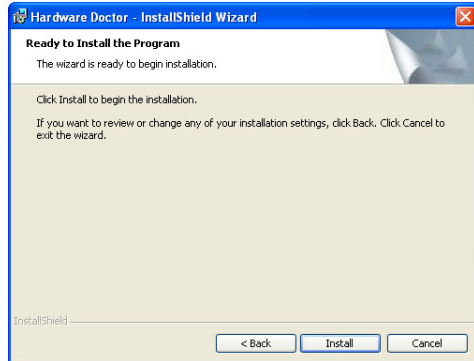 Hardware Doctor - InstallShield Wizard
Ready to Install the Program
The wizard is ready to begin installation.
Click Install to begin the installation.
If you want to review or change any of your installation settings, click Back. Click Cancel to
exit the wizard.
InstallShield
< Back Install Cancel